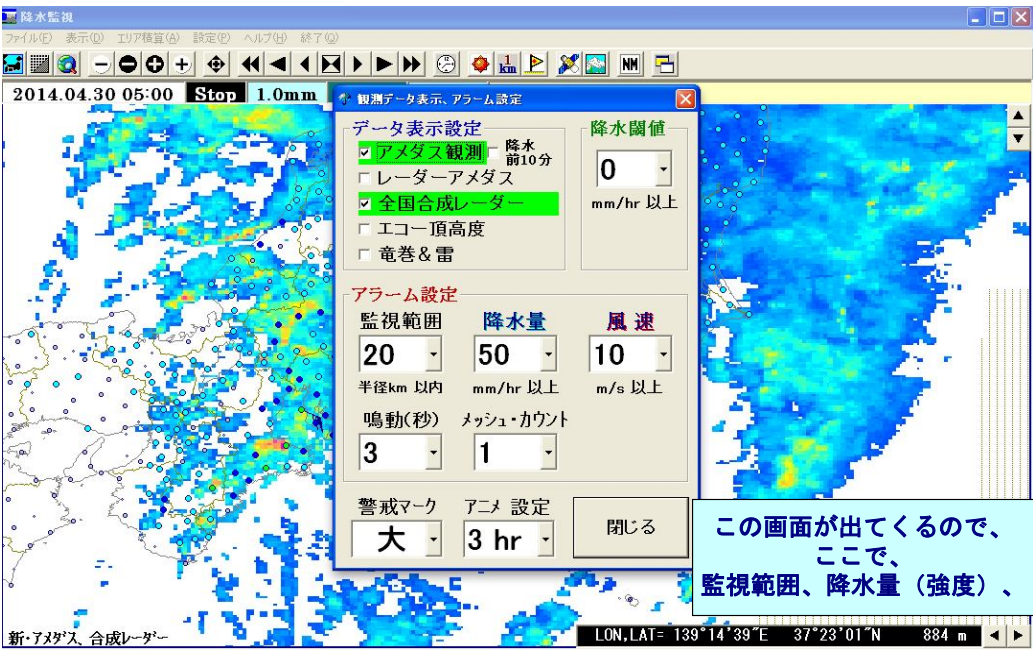 降水監視
ファイル(F) 表示(D) エリア積算(A) 設定(P) ヘルプ(H) 終了(Q)
1 km NM
2014.04.30 05:00 Stop 1.0mm
観測データ表示、アラーム設定
データ表示設定
アメダス観測 降水前10分
レーダーアメダス
全国合成レーダー
エコー頂高度
竜巻&雷
降水閾値
0
mm/hr 以上
アラーム設定
監視範囲 降水量 風速
20 50 10
半径km 以内 mm/hr 以上 m/s 以上
鳴動(秒) メッシュ・カウント
3 1
警戒マーク アニメ 設定
大 3 hr
閉じる
この画面が出てくるので、
ここで、
監視範囲、降水量(強度)、
新・アメダス、合成レーダー
LON,LAT= 139°14'39"E 37°23'01"N 884 m